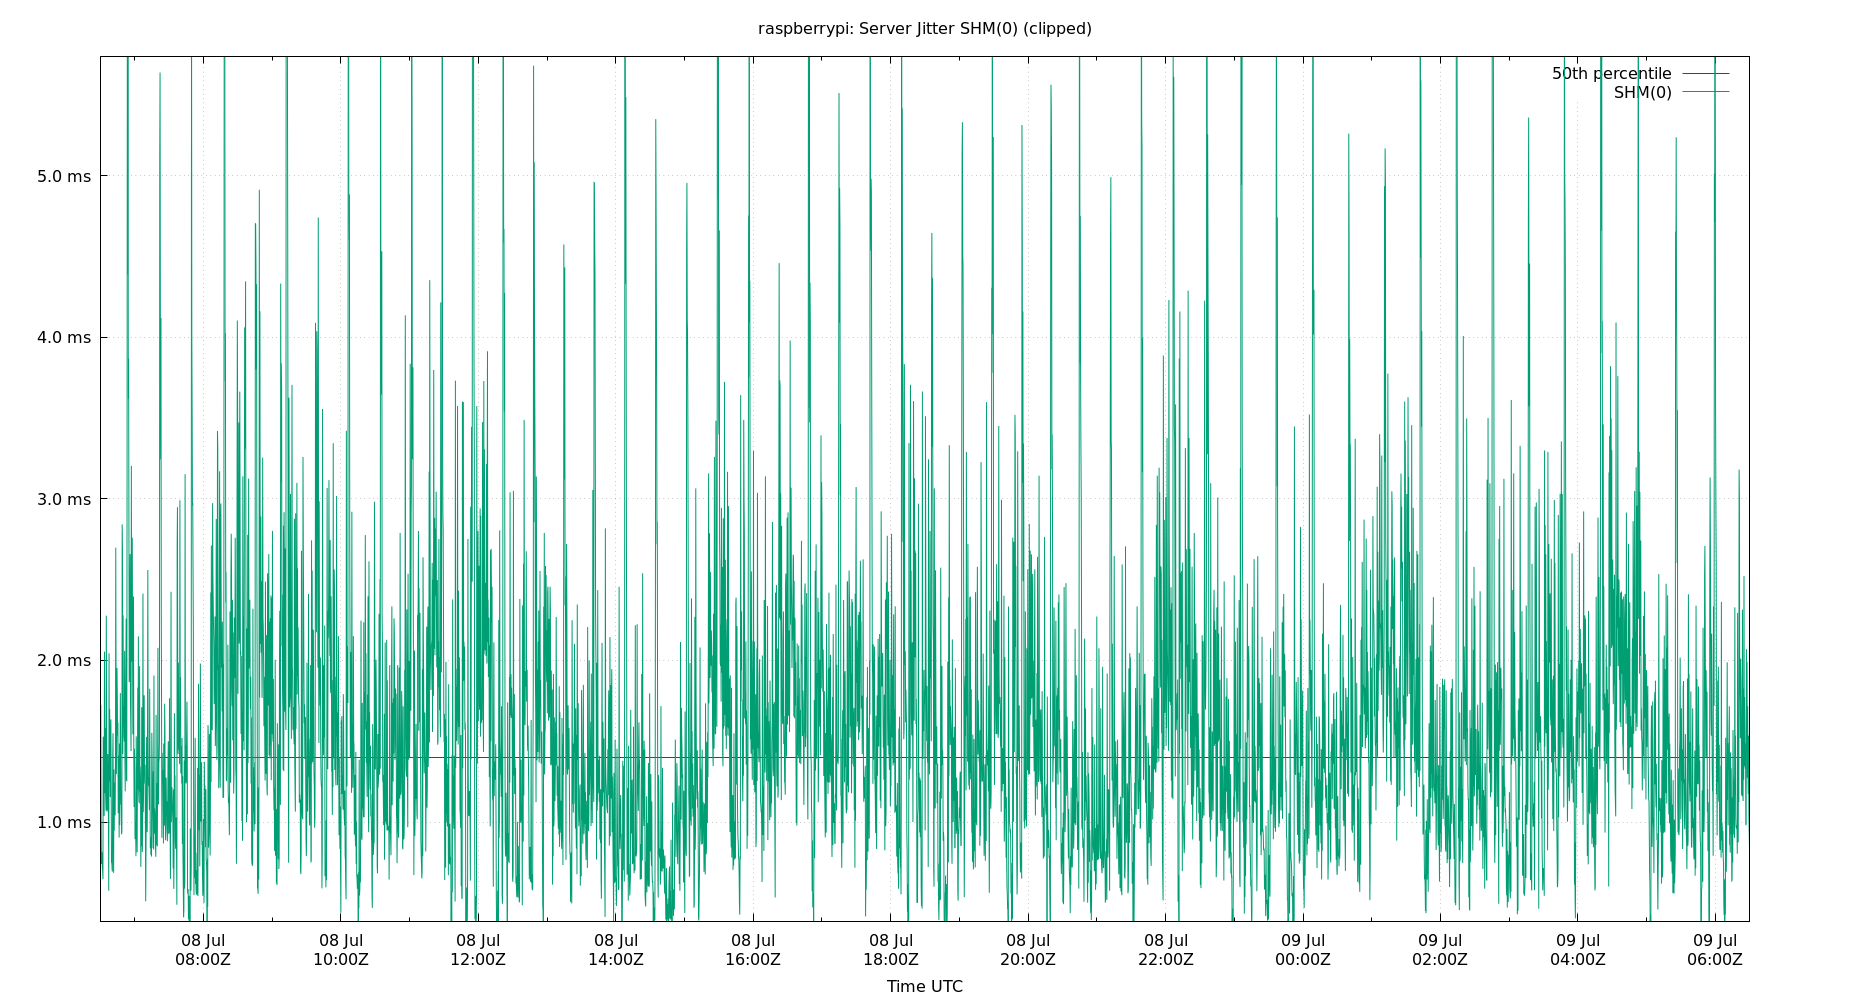 raspberrypi: Server Jitter SHM(0) (clipped)
50th percentile
SHM(0)
5.0 ms
4.0 ms
3.0 ms
2.0 ms
1.0 ms
08 Jul 08 Jul 08 Jul 08 Jul 08 Jul 08 Jul 08 Jul 08 Jul 09 Jul 09 Jul 09 Jul 09 Jul
08:00Z 10:00Z 12:00Z 14:00Z 16:00Z 18:00Z 20:00Z 22:00Z 00:00Z 02:00Z 04:00Z 06:00Z
Time UTC